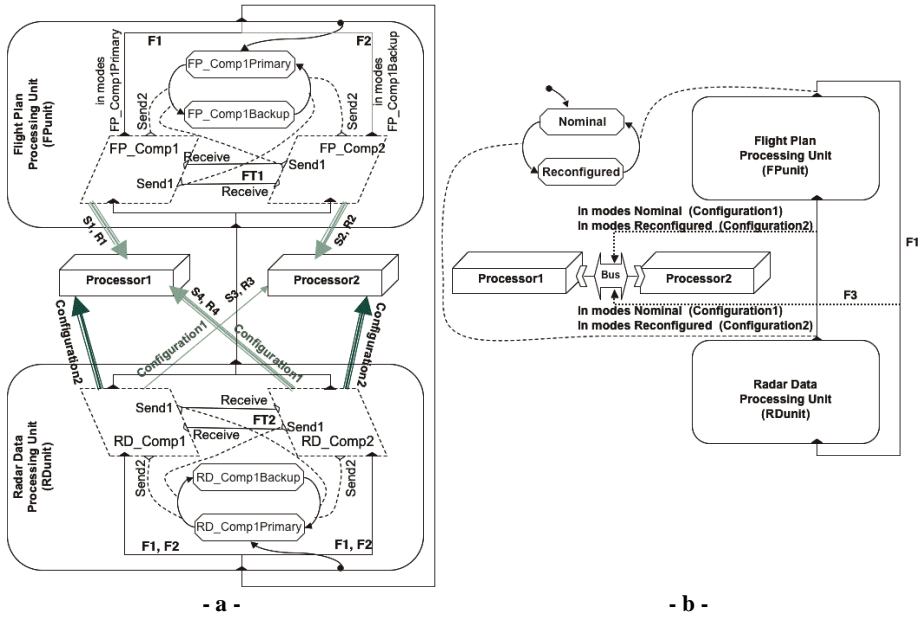 F1
F2
in modes
FP_Comp1Primary
in modes
FP_Comp1Backup
FP_Comp1Primary
FP_Comp1Backup
Send2
Send2
Flight Plan
Processing Unit
(FPunit)
FP_Comp1
FP_Comp2
Receive
Send1
Send1
FT1
Receive
S1, R1
S2, R2
Processor1
Processor2
S3, R3
S4, R4
Configuration2
Configuration1
Configuration1
Configuration2
Radar Data
Processing Unit
(RDunit)
Receive
Send1
FT2
Receive
Send1
RD_Comp1
RD_Comp2
Send2
Send2
RD_Comp1Backup
RD_Comp1Primary
F1, F2
F1, F2
- a -
Nominal
Reconfigured
Flight Plan
Processing Unit
(FPunit)
In modes Nominal (Configuration1)
In modes Reconfigured (Configuration2)
F1
Processor1
Bus
Processor2
F3
In modes Nominal (Configuration1)
In modes Reconfigured (Configuration2)
Radar Data
Processing Unit
(RDunit)
- b -